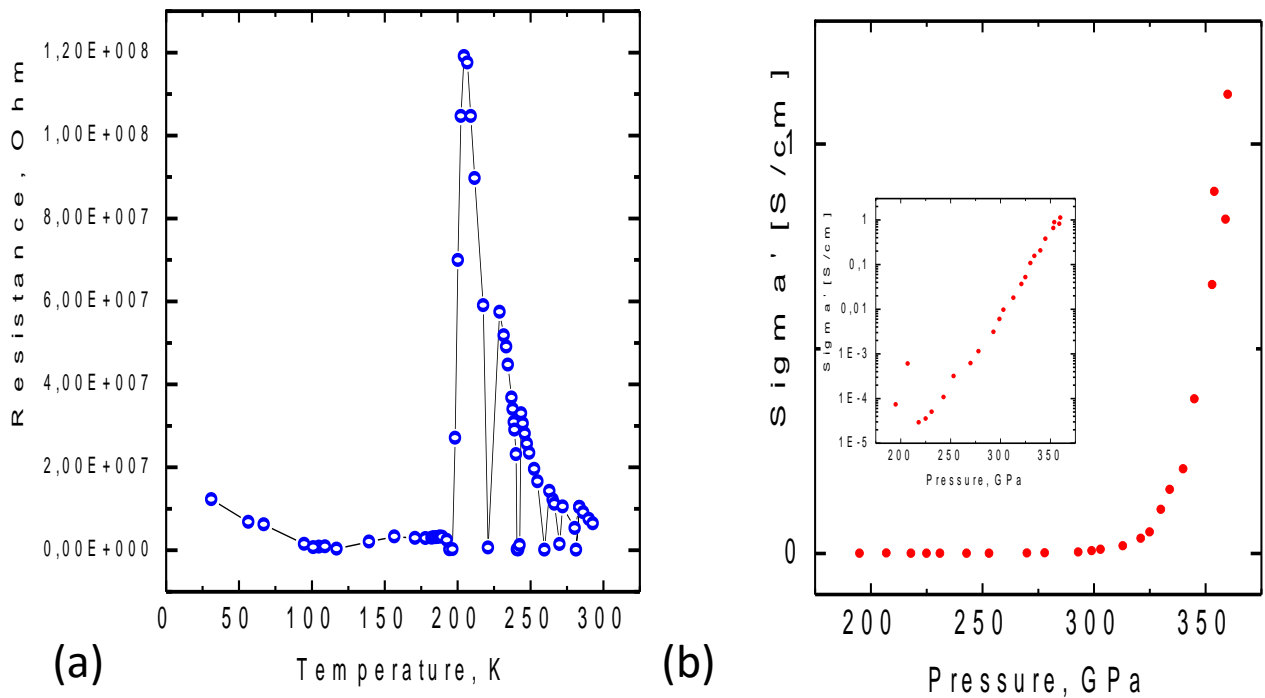 Resistance, Ohm
1,20E+008
1,00E+008
8,00E+007
6,00E+007
4,00E+007
2,00E+007
0,00E+000
0 50 100 150 200 250 300
Temperature, K
(a)
Sigma' [S/cm]
1
0
200 250 300 350
Pressure, GPa
(b)
Sigma' [S/cm]
1
0,1
0,01
1E-3
1E-4
1E-5
200 250 300 350
Pressure, GPa